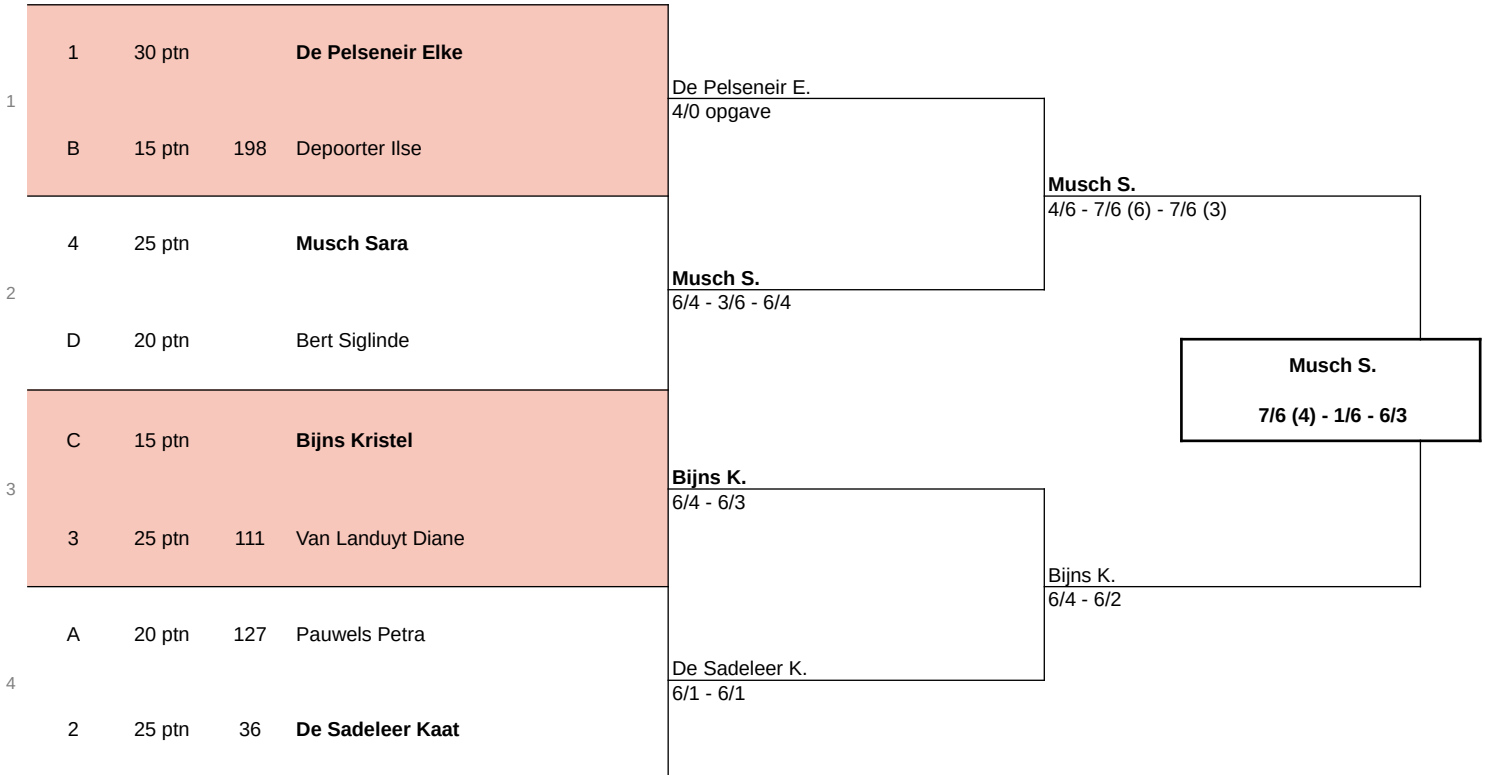 1 30 ptn De Pelseneir Elke
De Pelseneir E.
1
4/0 opgave
B 15 ptn 198 Depoorter Ilse
Musch S.
4/6 - 7/6 (6) - 7/6 (3)
4 25 ptn Musch Sara
Musch S.
2
6/4 - 3/6 - 6/4
D 20 ptn Bert Siglinde
Musch S.
7/6 (4) - 1/6 - 6/3
C 15 ptn Bijns Kristel
Bijns K.
3
6/4 - 6/3
3 25 ptn 111 Van Landuyt Diane
Bijns K.
6/4 - 6/2
A 20 ptn 127 Pauwels Petra
De Sadeleer K.
4
6/1 - 6/1
2 25 ptn 36 De Sadeleer Kaat